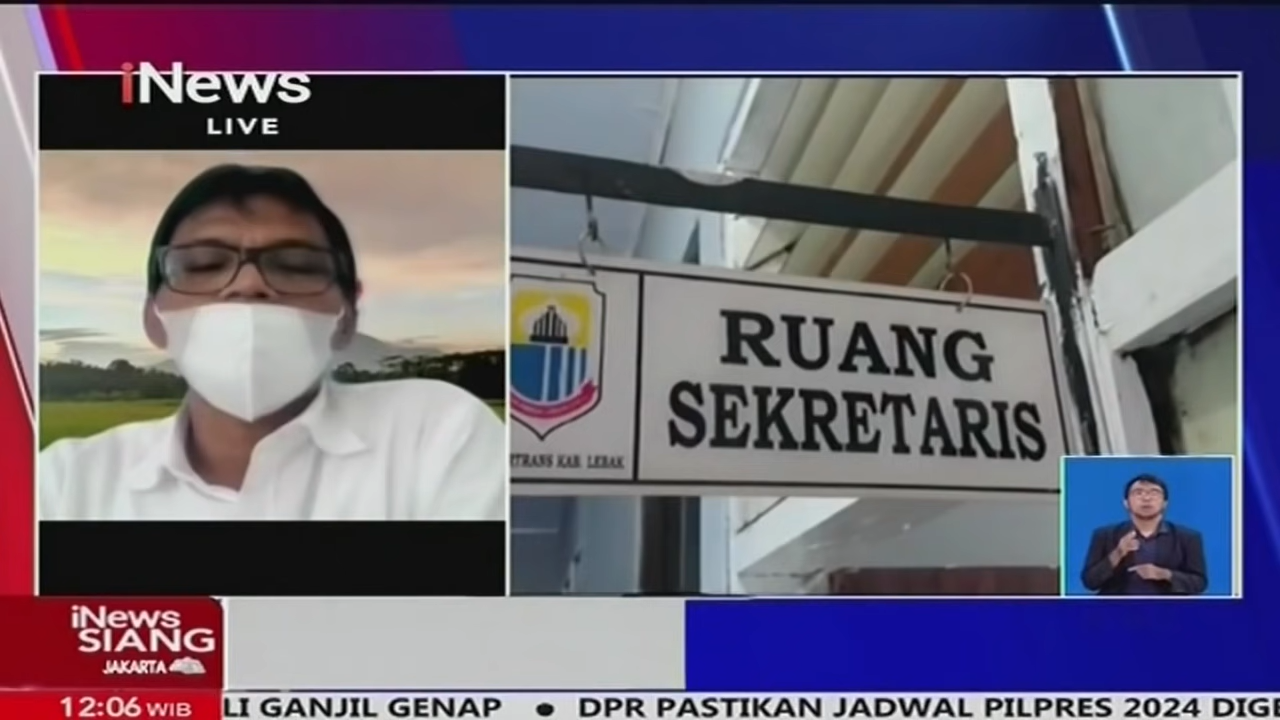 iNews
LIVE
RUANG
SEKRETARIS
KAB. LEBAK
iNews
SIANG
JAKARTA
12:06 WIB
LI GANJIL GENAP • DPR PASTIKAN JADWAL PILPRES 2024